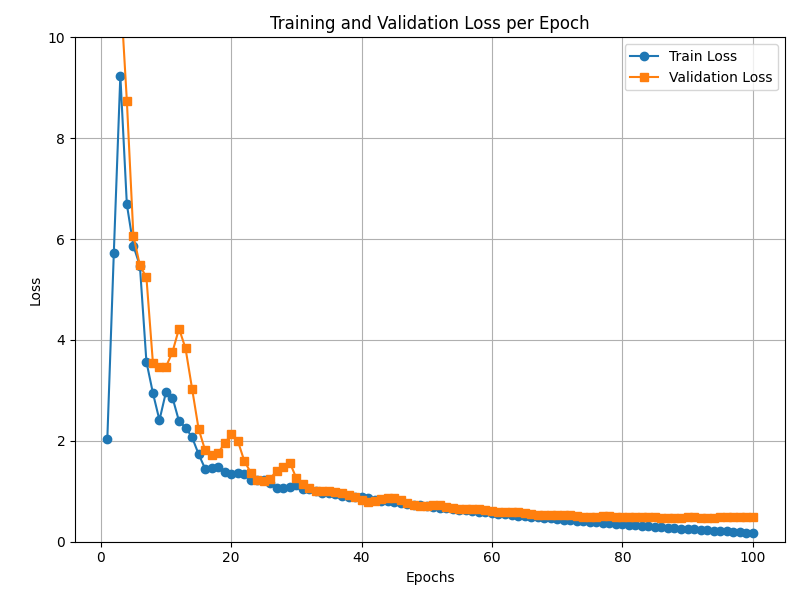 Training and Validation Loss per Epoch
Train Loss
Validation Loss
Loss
10
8
6
4
2
0
0 20 40 60 80 100
Epochs